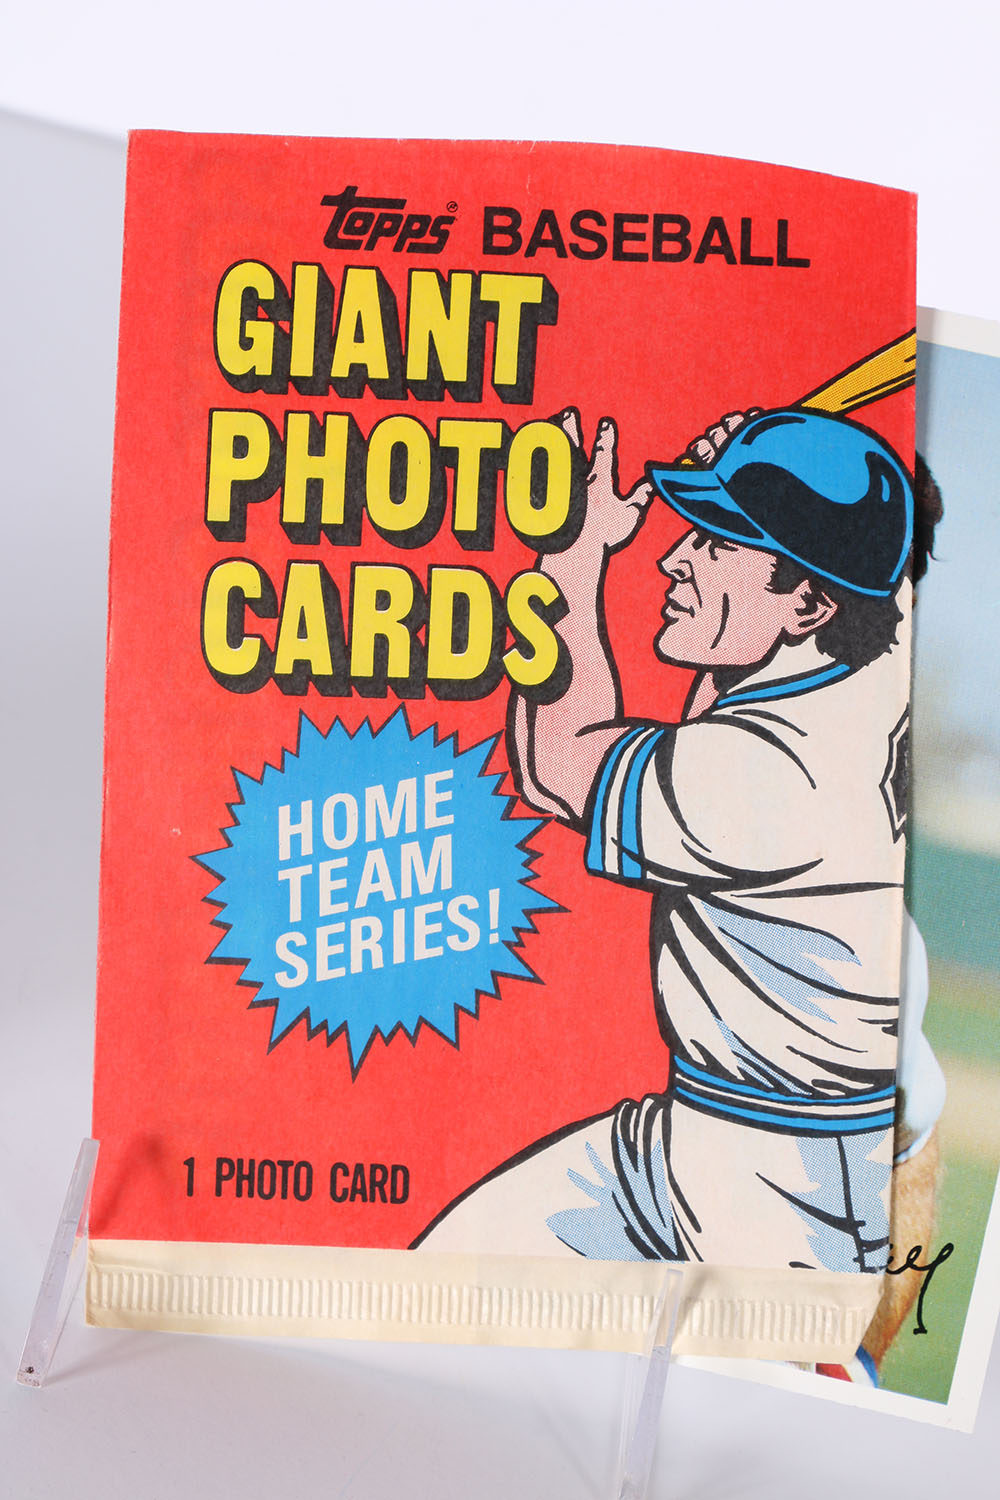 Topps® BASEBALL
GIANT
PHOTO
CARDS
HOME
TEAM
SERIES!
1 PHOTO CARD